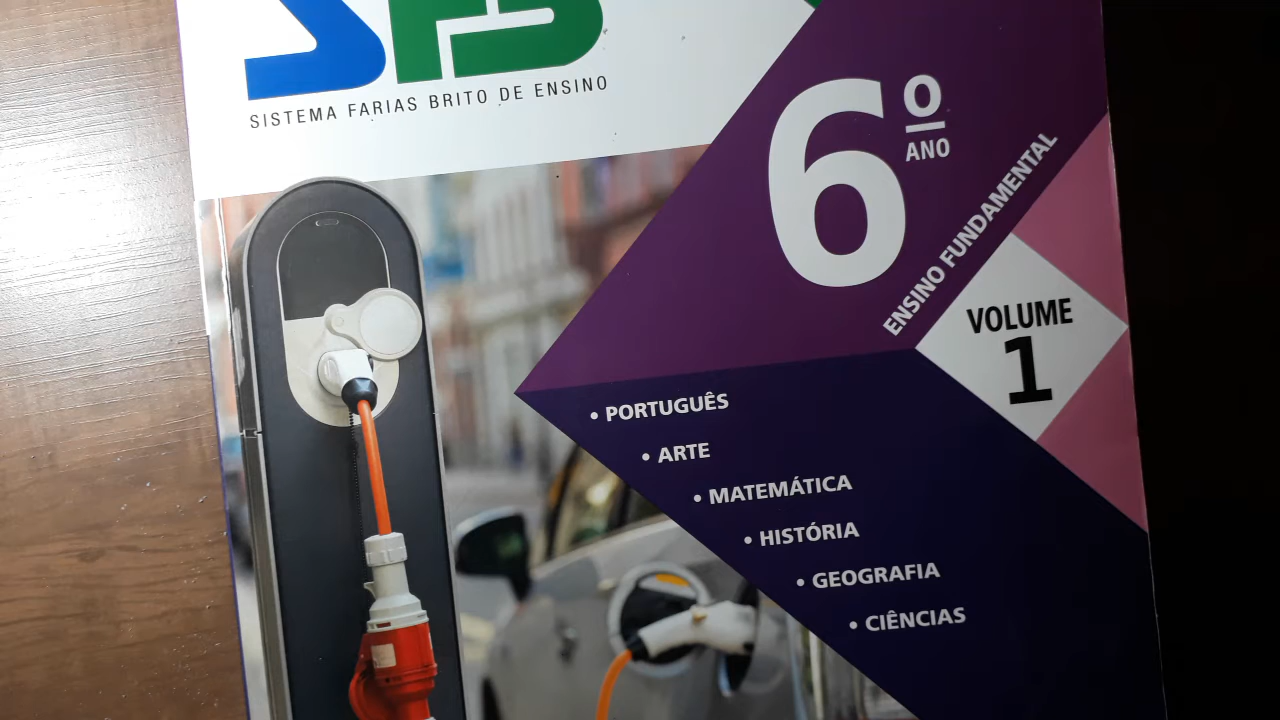 SFB
SISTEMA FARIAS BRITO DE ENSINO
6º
ANO
ENSINO FUNDAMENTAL
VOLUME
1
• PORTUGUÊS
• ARTE
• MATEMÁTICA
• HISTÓRIA
• GEOGRAFIA
• CIÊNCIAS